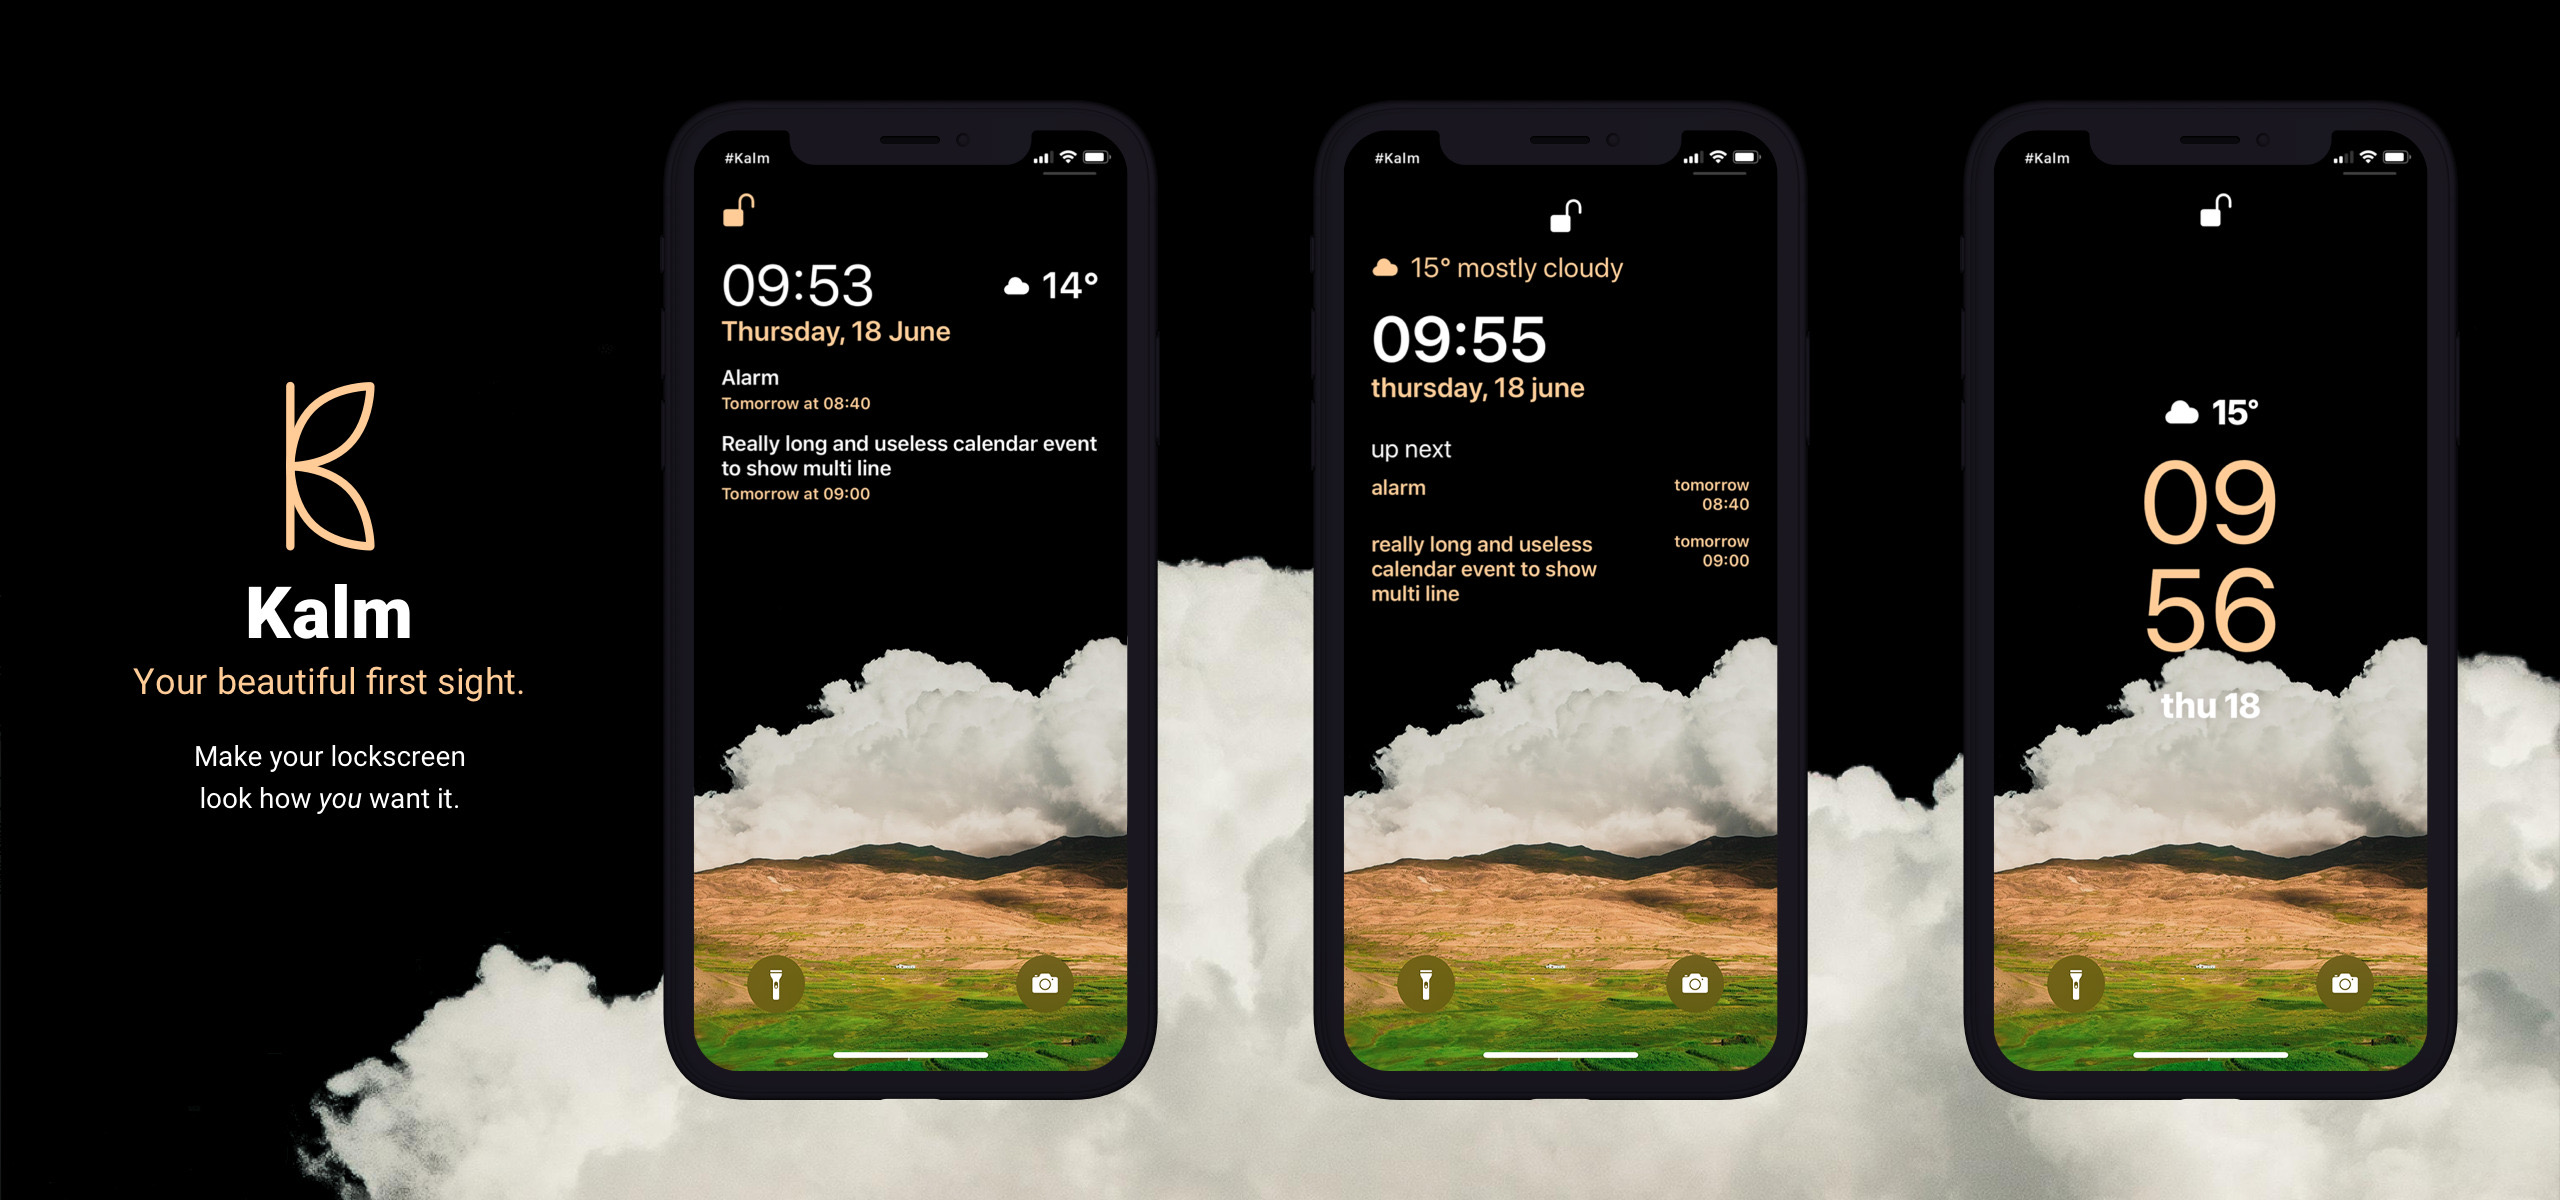 Kalm
Your beautiful first sight.
Make your lockscreen
look how you want it.
#Kalm
09:53
14°
Thursday, 18 June
Alarm
Tomorrow at 08:40
Really long and useless calendar event
to show multi line
Tomorrow at 09:00
#Kalm
15° mostly cloudy
09:55
thursday, 18 june
up next
alarm
tomorrow
08:40
really long and useless
calendar event to show
multi line
tomorrow
09:00
#Kalm
15°
09
56
thu 18